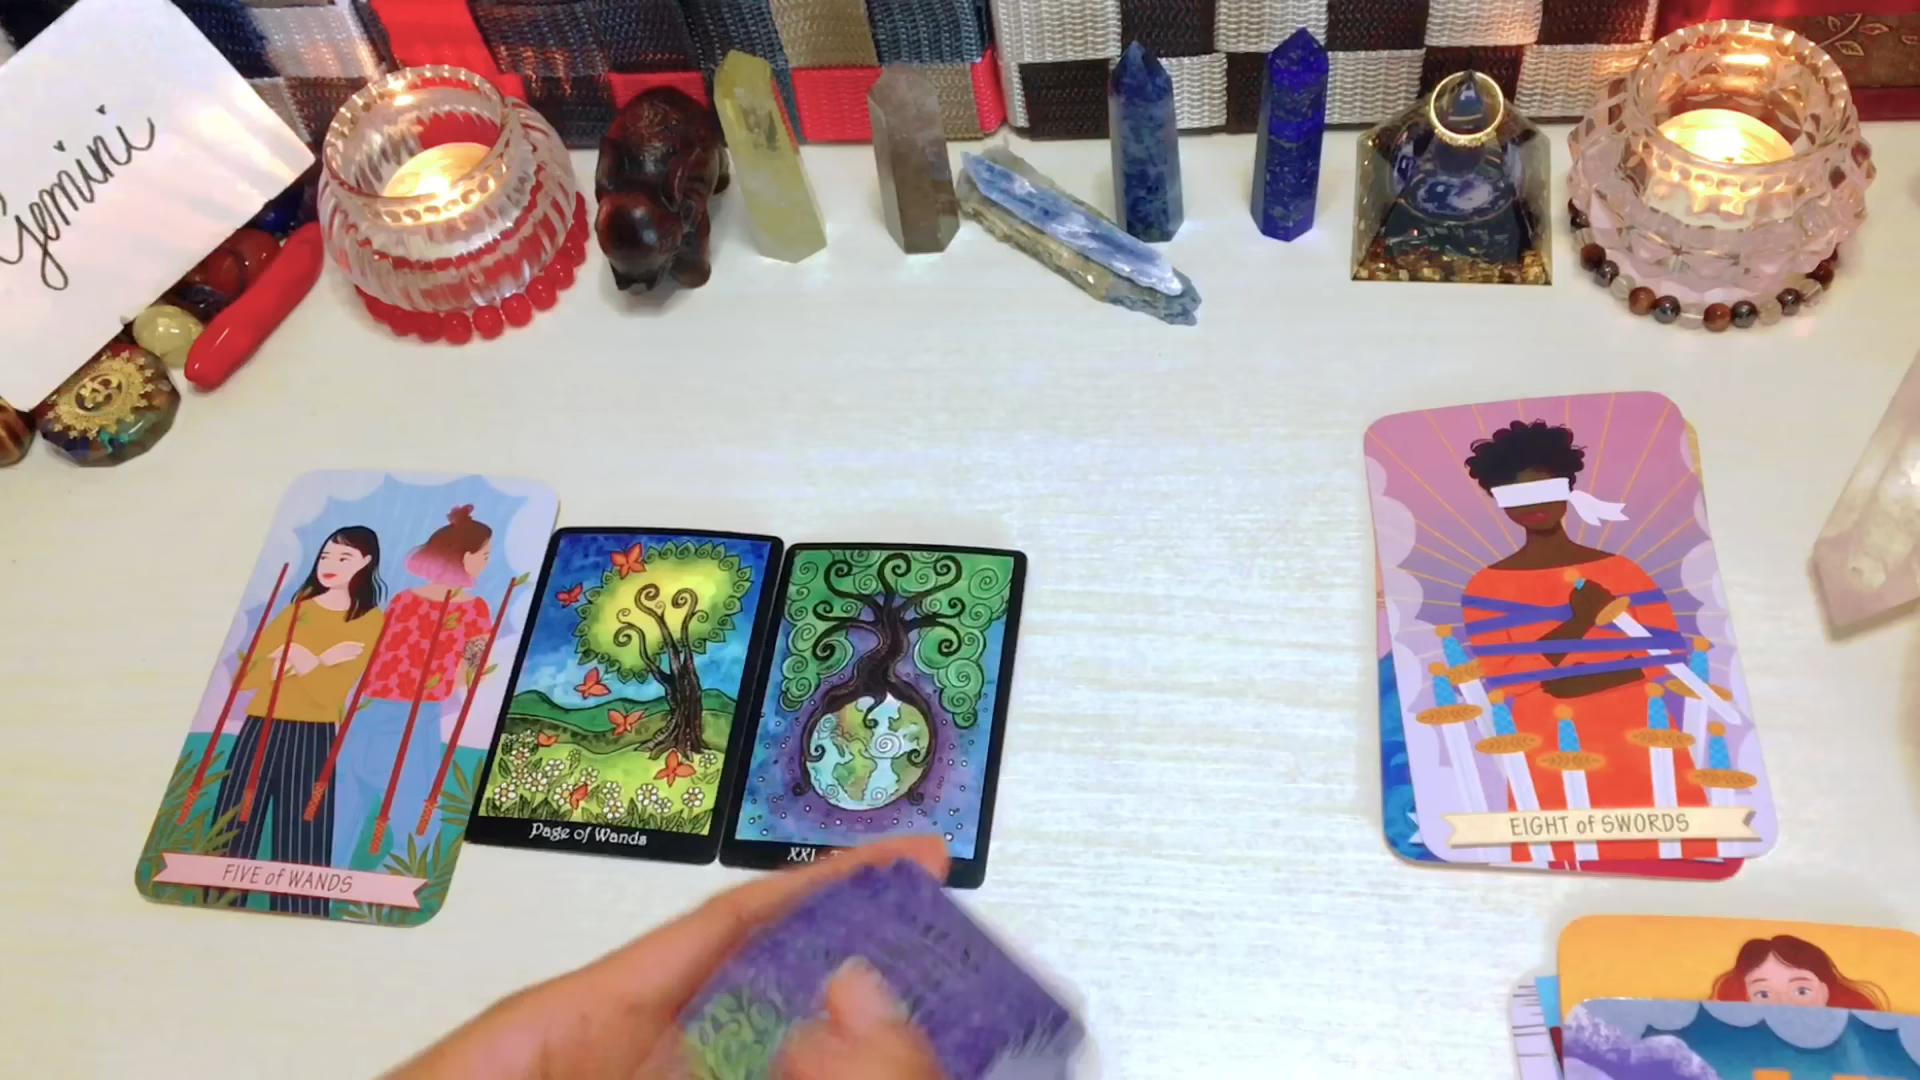 Gemini
FIVE of WANDS
Page of Wands
XXI -
EIGHT of SWORDS